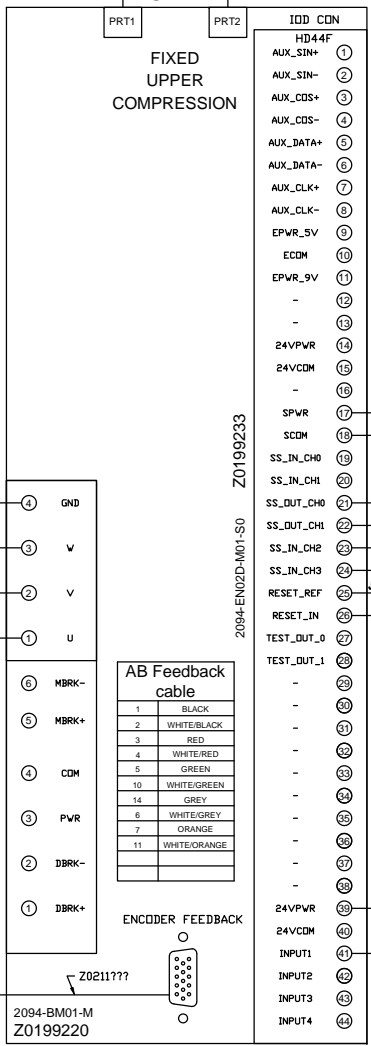 PRT1 PRT2
FIXED
UPPER
COMPRESSION
IOD CON
HD44F
AUX_SIN+ 1
AUX_SIN- 2
AUX_COS+ 3
AUX_COS- 4
AUX_DATA+ 5
AUX_DATA- 6
AUX_CLK+ 7
AUX_CLK- 8
EPWR_5V 9
ECOM 10
EPWR_9V 11
- 12
- 13
24VPWR 14
24VCOM 15
- 16
SPWR 17
SCOM 18
SS_IN_CH0 19
SS_IN_CH1 20
SS_OUT_CH0 21
SS_OUT_CH1 22
SS_IN_CH2 23
SS_IN_CH3 24
RESET_REF 25
RESET_IN 26
TEST_OUT_0 27
TEST_OUT_1 28
- 29
- 30
- 31
- 32
- 33
- 34
- 35
- 36
- 37
- 38
24VPWR 39
24VCOM 40
INPUT1 41
INPUT2 42
INPUT3 43
INPUT4 44
Z0199233
2094-EN02D-M01-S0
4 GND
3 W
2 V
1 U
6 MBRK-
5 MBRK+
4 COM
3 PWR
2 DBRK-
1 DBRK+
AB Feedback
cable
1 BLACK
2 WHITE/BLACK
3 RED
4 WHITE/RED
5 GREEN
10 WHITE/GREEN
14 GREY
6 WHITE/GREY
7 ORANGE
11 WHITE/ORANGE
ENCODER FEEDBACK
Z0211???
2094-BM01-M
Z0199220